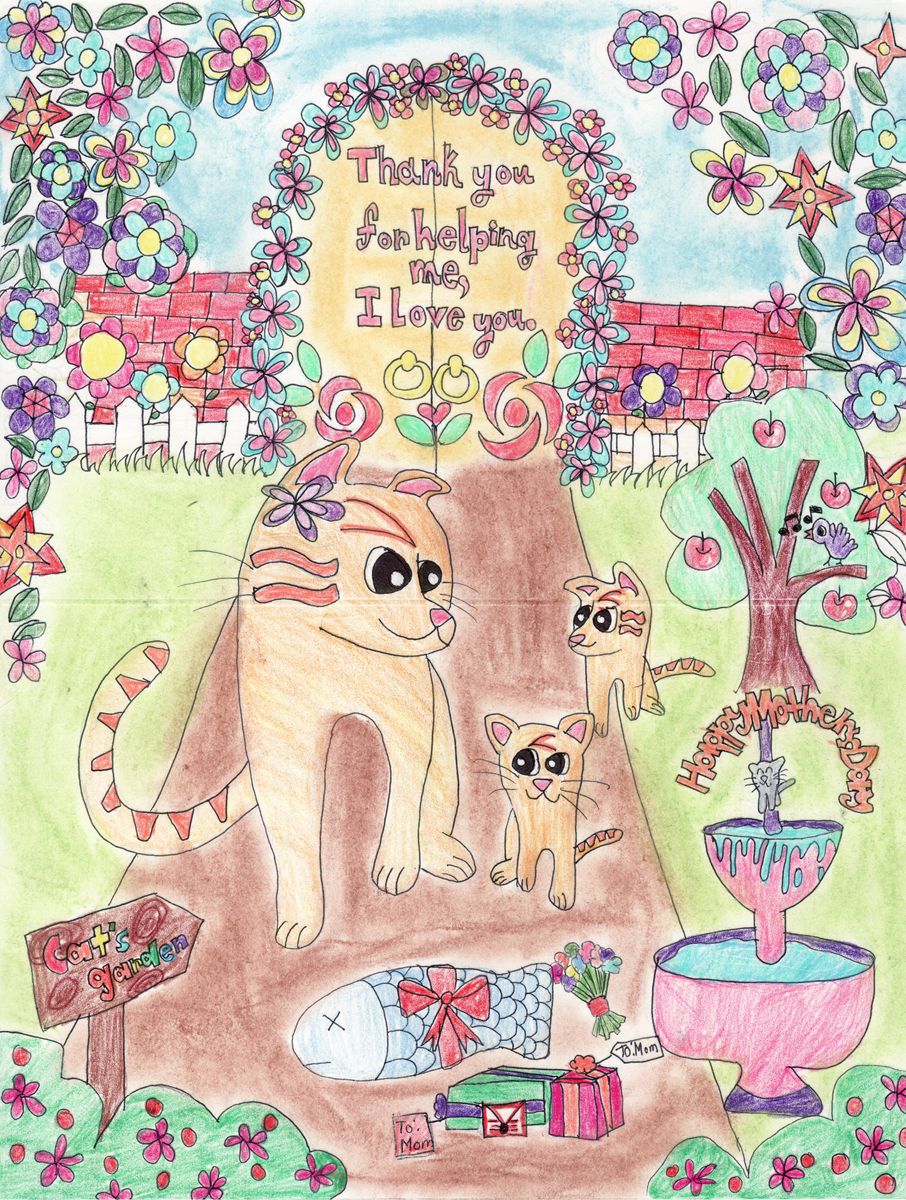 Thank you
for helping
me,
I love you.
Happy Mother's Day
Cat's
garden
To: Mom
To:
Mom